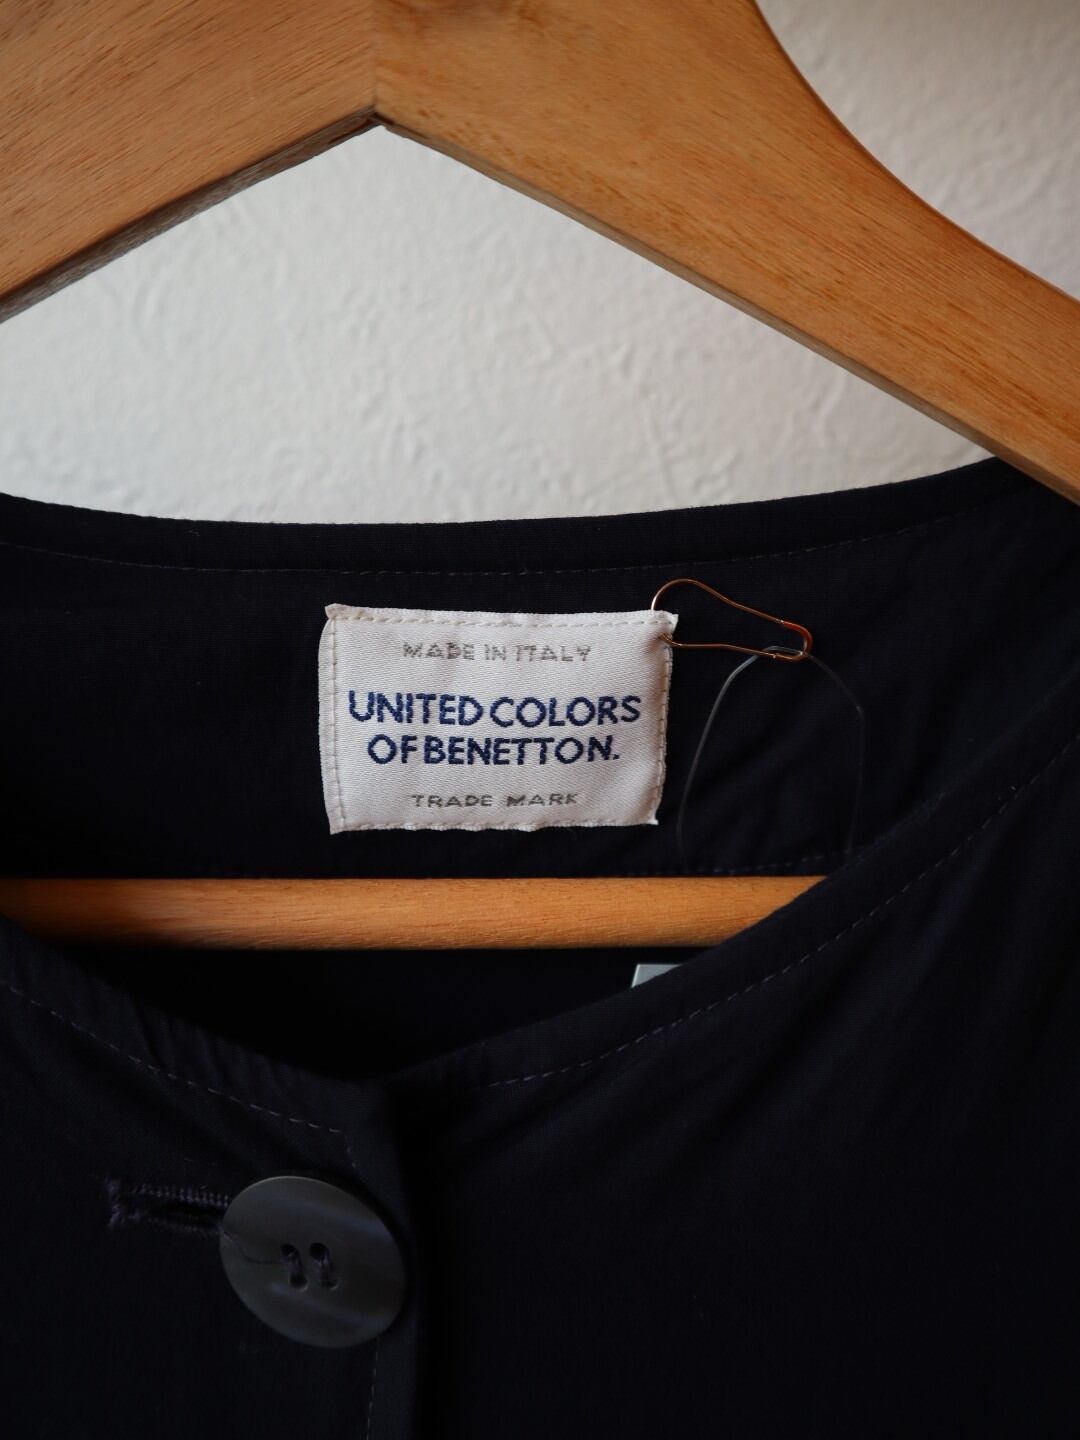 MADE IN ITALY
UNITED COLORS
OF BENETTON.
TRADE MARK